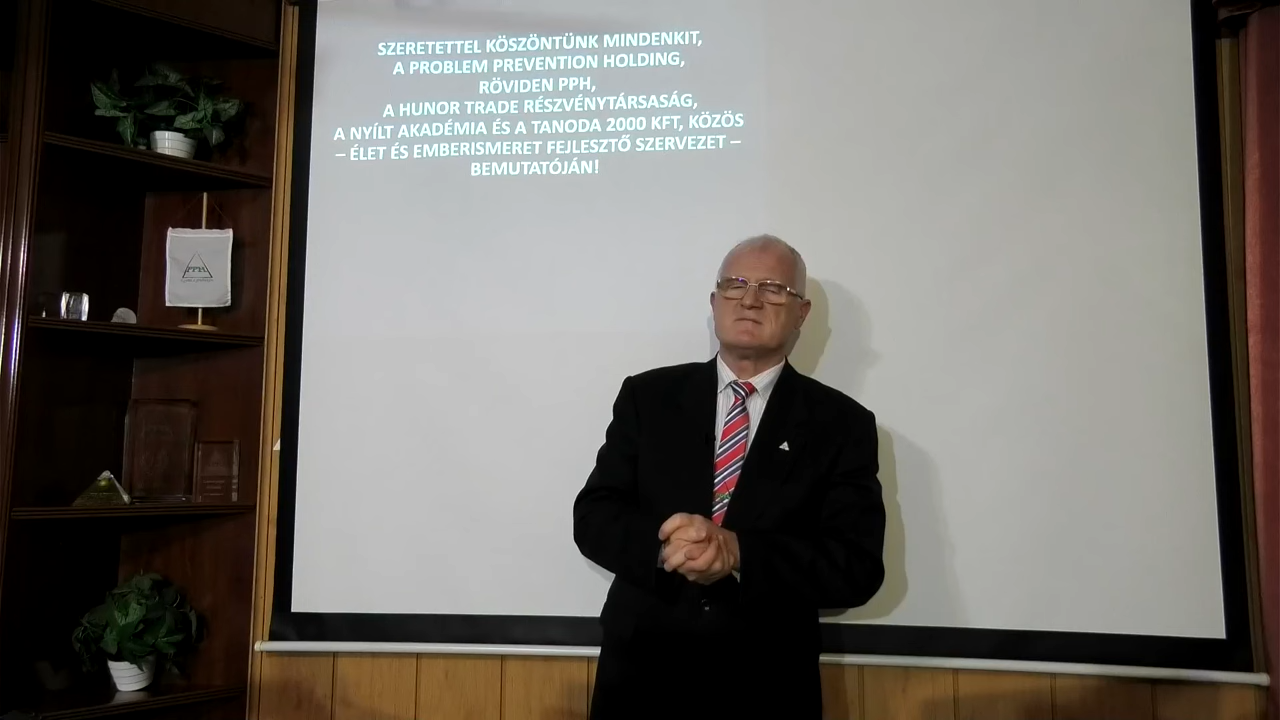 SZERETETTEL KÖSZÖNTÜNK MINDENKIT,
A PROBLEM PREVENTION HOLDING,
RÖVIDEN PPH,
A HUNOR TRADE RÉSZVÉNYTÁRSASÁG,
A NYÍLT AKADÉMIA ÉS A TANODA 2000 KFT, KÖZÖS
– ÉLET ÉS EMBERISMERET FEJLESZTŐ SZERVEZET –
BEMUTATÓJÁN!
PPH